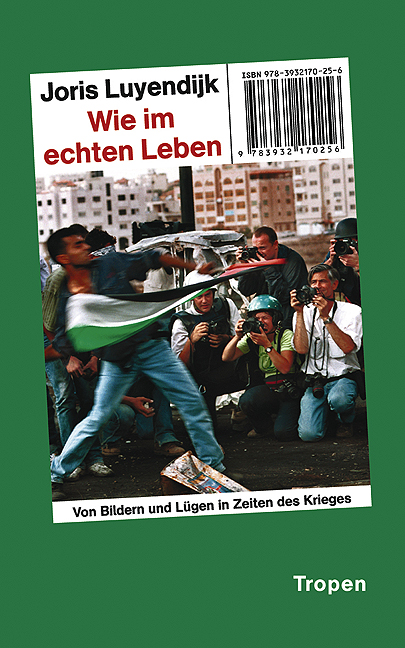 Joris Luyendijk
Wie im
echten Leben
ISBN 978-3932170-25-6
9 783932 170256
Von Bildern und Lügen in Zeiten des Krieges
Tropen